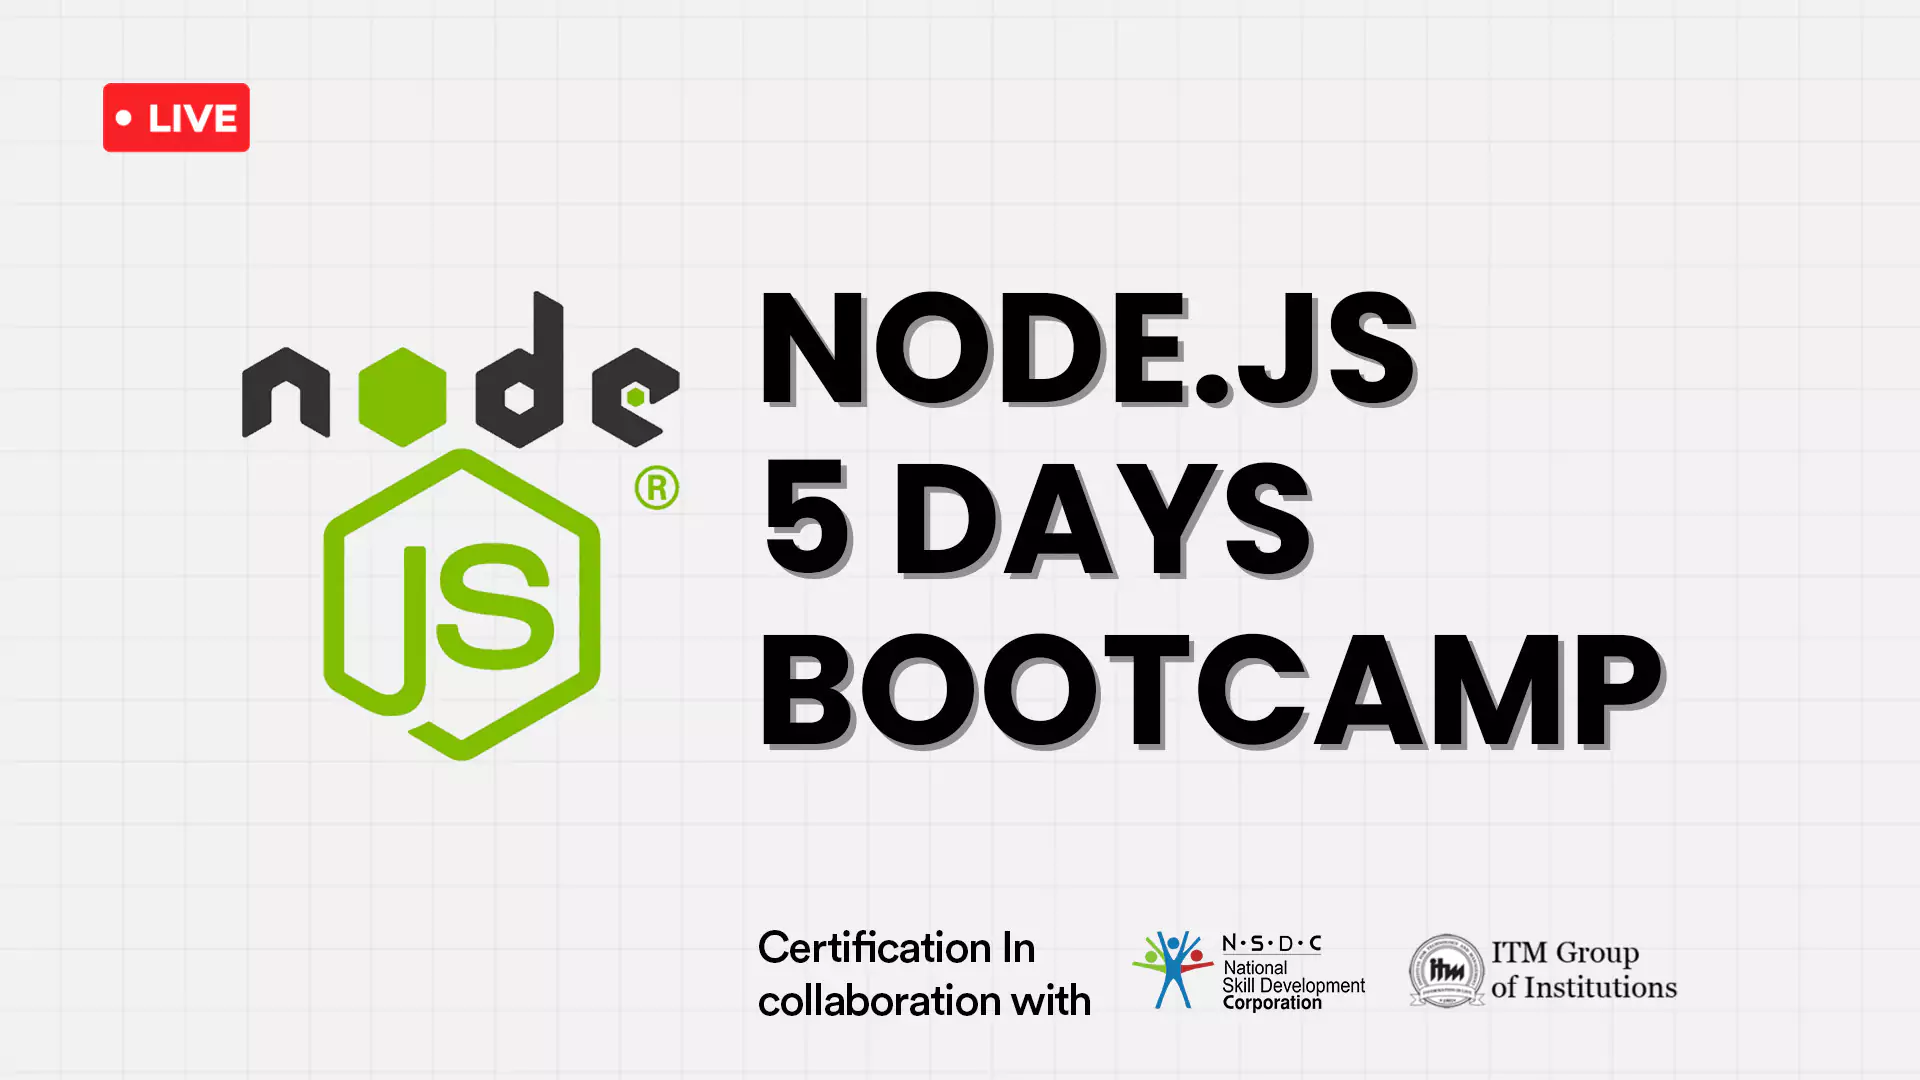 LIVE
node
JS
®
NODE.JS
5 DAYS
BOOTCAMP
Certification In
collaboration with
N·S·D·C
National
Skill Development
Corporation
itm
ITM Group
of Institutions